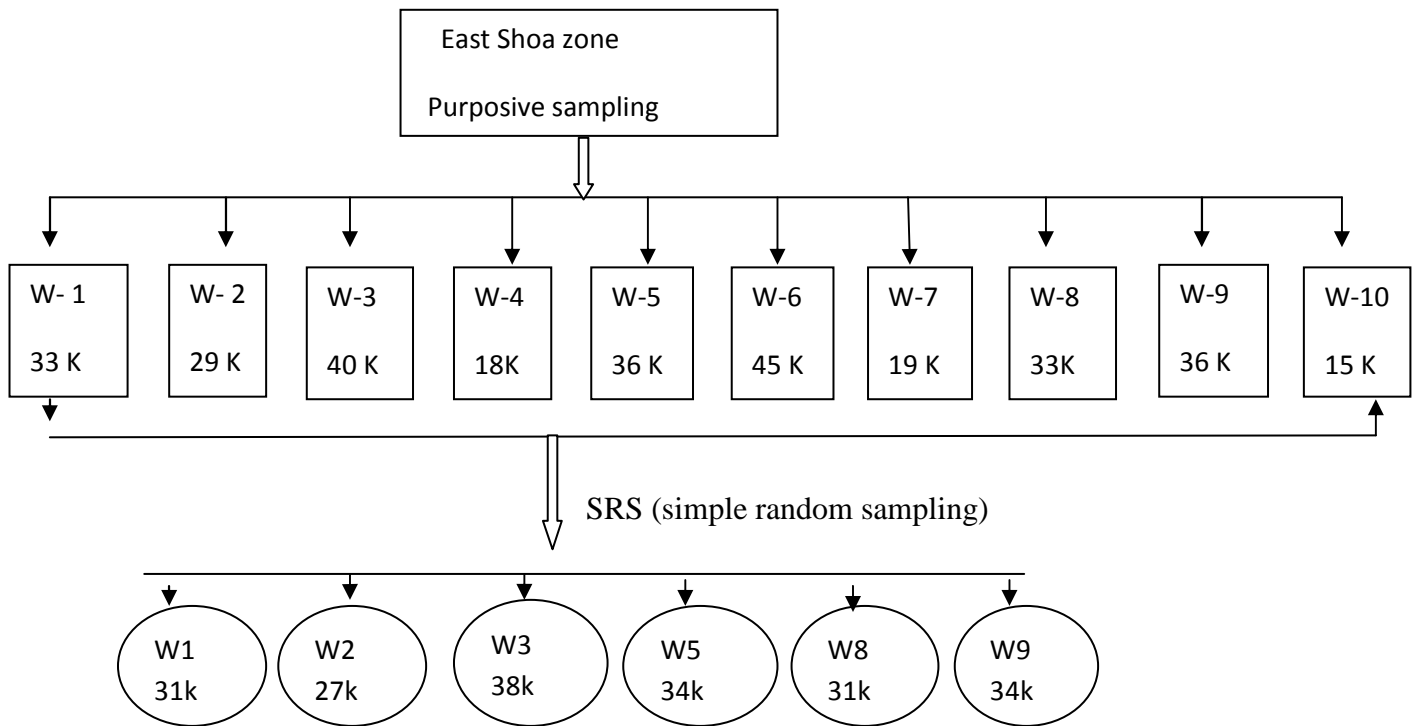 East Shoa zone
Purposive sampling
W- 1
33 K
W- 2
29 K
W-3
40 K
W-4
18K
W-5
36 K
W-6
45 K
W-7
19 K
W-8
33K
W-9
36 K
W-10
15 K
SRS (simple random sampling)
W1
31k
W2
27k
W3
38k
W5
34k
W8
31k
W9
34k